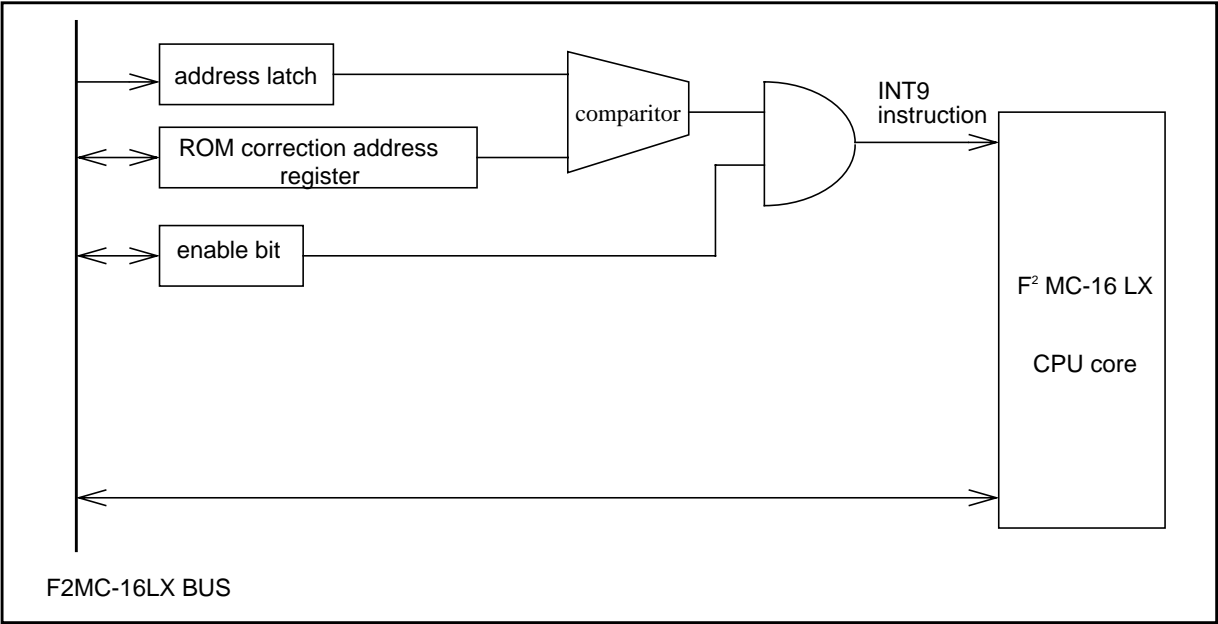 address latch
ROM correction address
register
enable bit
comparitor
INT9
instruction
F² MC-16 LX
CPU core
F2MC-16LX BUS